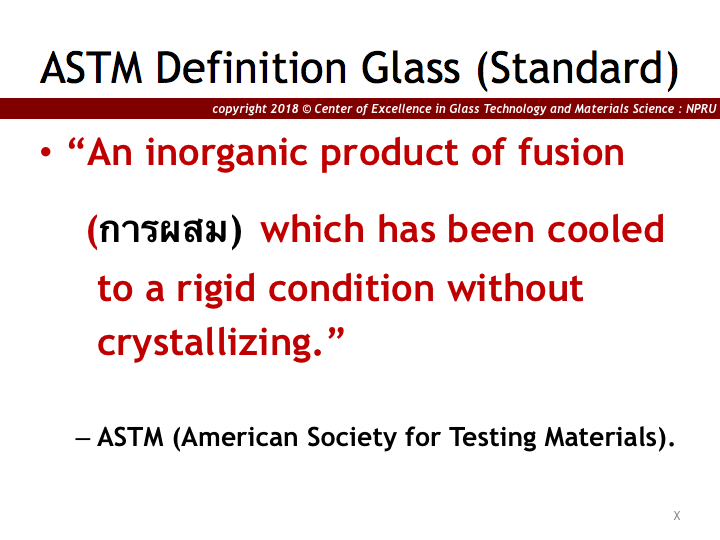 ASTM Definition Glass (Standard)
copyright 2018 © Center of Excellence in Glass Technology and Materials Science : NPRU
• “An inorganic product of fusion
(การผสม) which has been cooled
to a rigid condition without
crystallizing.”
– ASTM (American Society for Testing Materials).
X